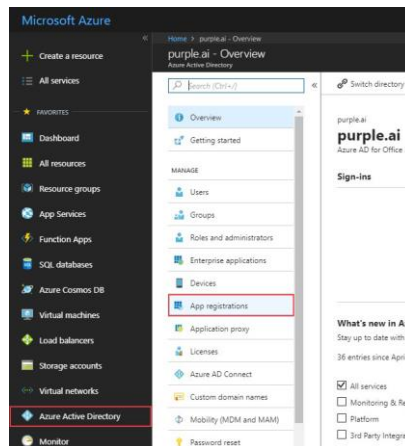 Microsoft Azure
Home > purple.ai - Overview
purple.ai - Overview
Azure Active Directory
Create a resource
All services
FAVORITES
Dashboard
All resources
Resource groups
App Services
Function Apps
SQL databases
Azure Cosmos DB
Virtual machines
Load balancers
Storage accounts
Virtual networks
Azure Active Directory
Monitor
Search (Ctrl+/)
Overview
Getting started
MANAGE
Users
Groups
Roles and administrators
Enterprise applications
Devices
App registrations
Application proxy
Licenses
Azure AD Connect
Custom domain names
Mobility (MDM and MAM)
Password reset
Switch directory
purple.ai
purple.ai
Azure AD for Office
Sign-ins
What's new in A
Stay up to date with
36 entries since Apri
All services
Monitoring & Re
Platform
3rd Party Integra